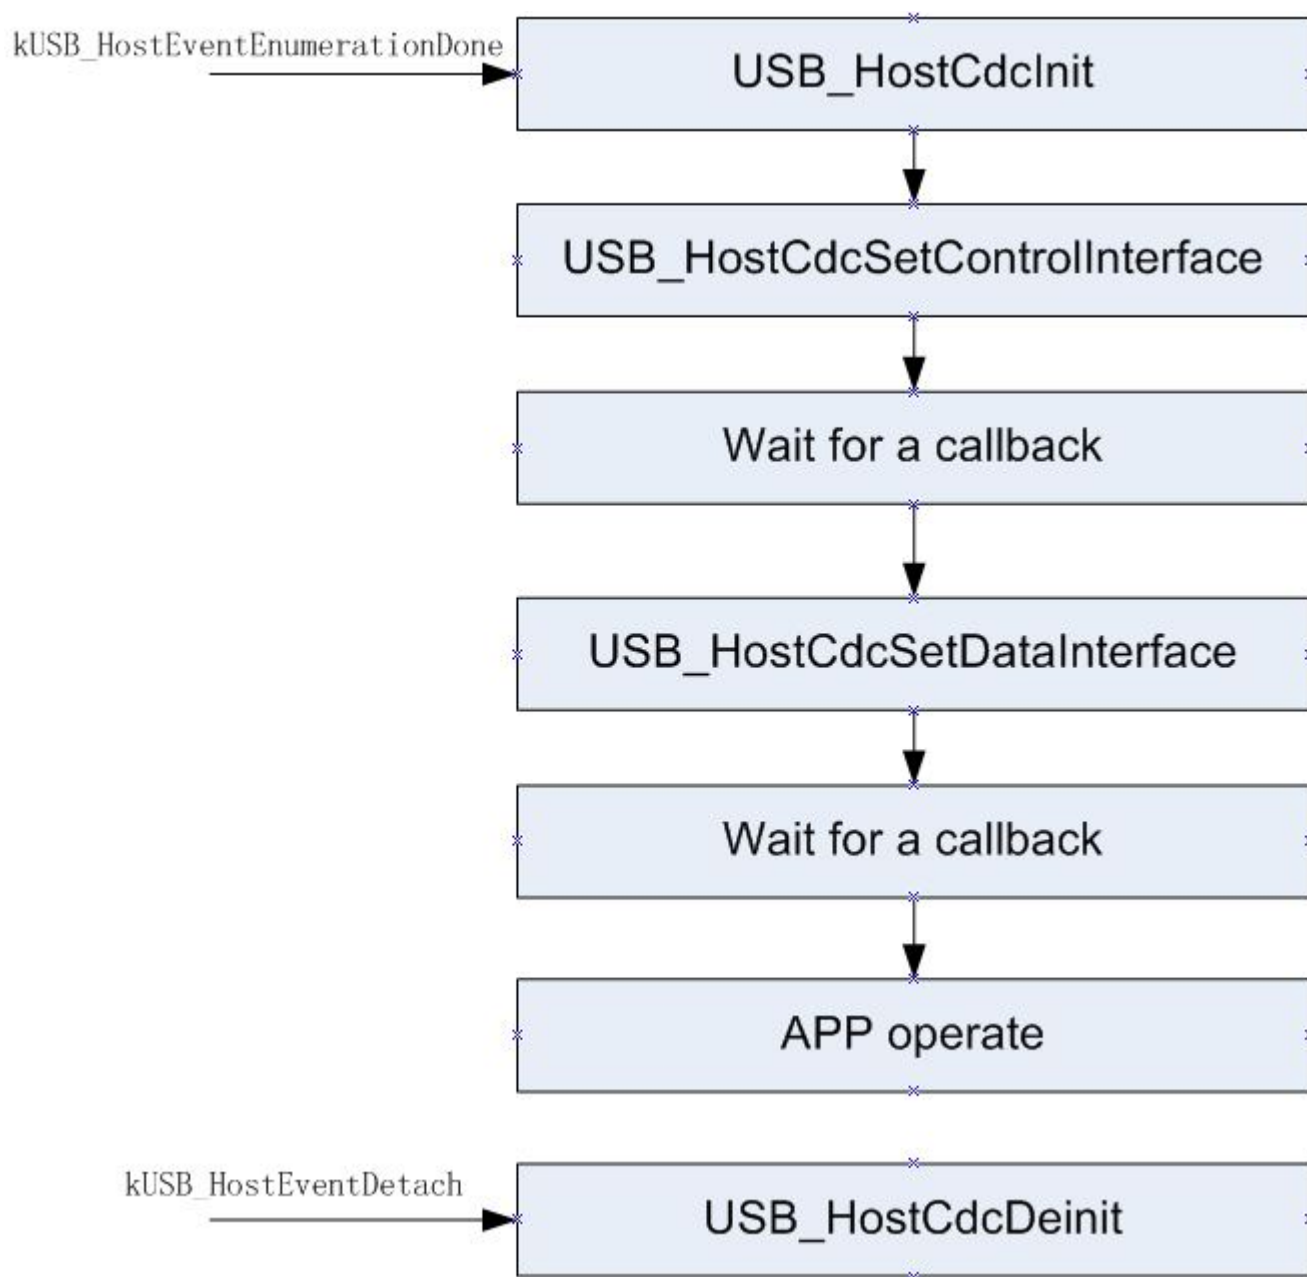 kUSB_HostEventEnumerationDone
USB_HostCdcInit
USB_HostCdcSetControlInterface
Wait for a callback
USB_HostCdcSetDataInterface
Wait for a callback
APP operate
kUSB_HostEventDetach
USB_HostCdcDeinit